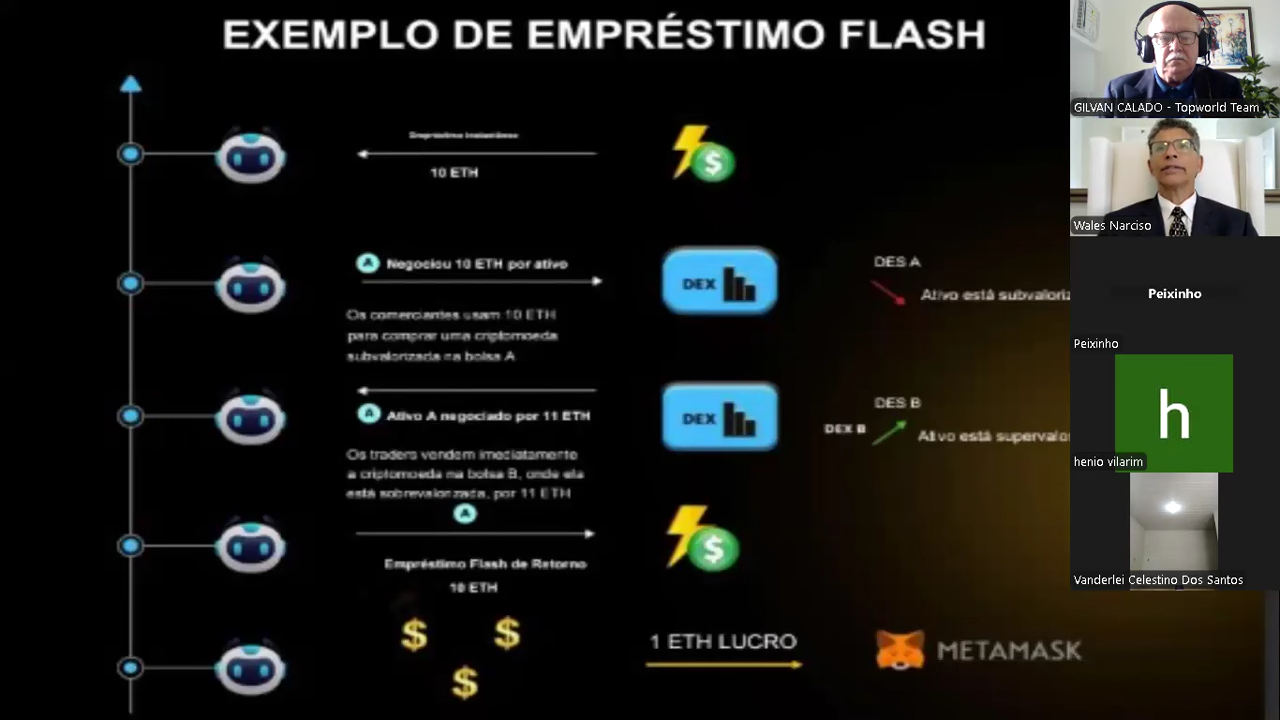 EXEMPLO DE EMPRÉSTIMO FLASH
Empréstimo Instantâneo
10 ETH
A Negociou 10 ETH por ativo
Os comerciantes usam 10 ETH
para comprar uma criptomoeda
subvalorizada na bolsa A
DEX
DES A
Ativo está subvaloriz
A Ativo A negociado por 11 ETH
Os traders vendem imediatamente
a criptomoeda na bolsa B, onde ela
está sobrevalorizada, por 11 ETH
DEX
DES B
DEX B
Ativo está supervalo
A
Empréstimo Flash de Retorno
10 ETH
$
$
$
$
$
1 ETH LUCRO
METAMASK
GILVAN CALADO - Topworld Team
Wales Narciso
Peixinho
Peixinho
h
henio vilarim
Vanderlei Celestino Dos Santos